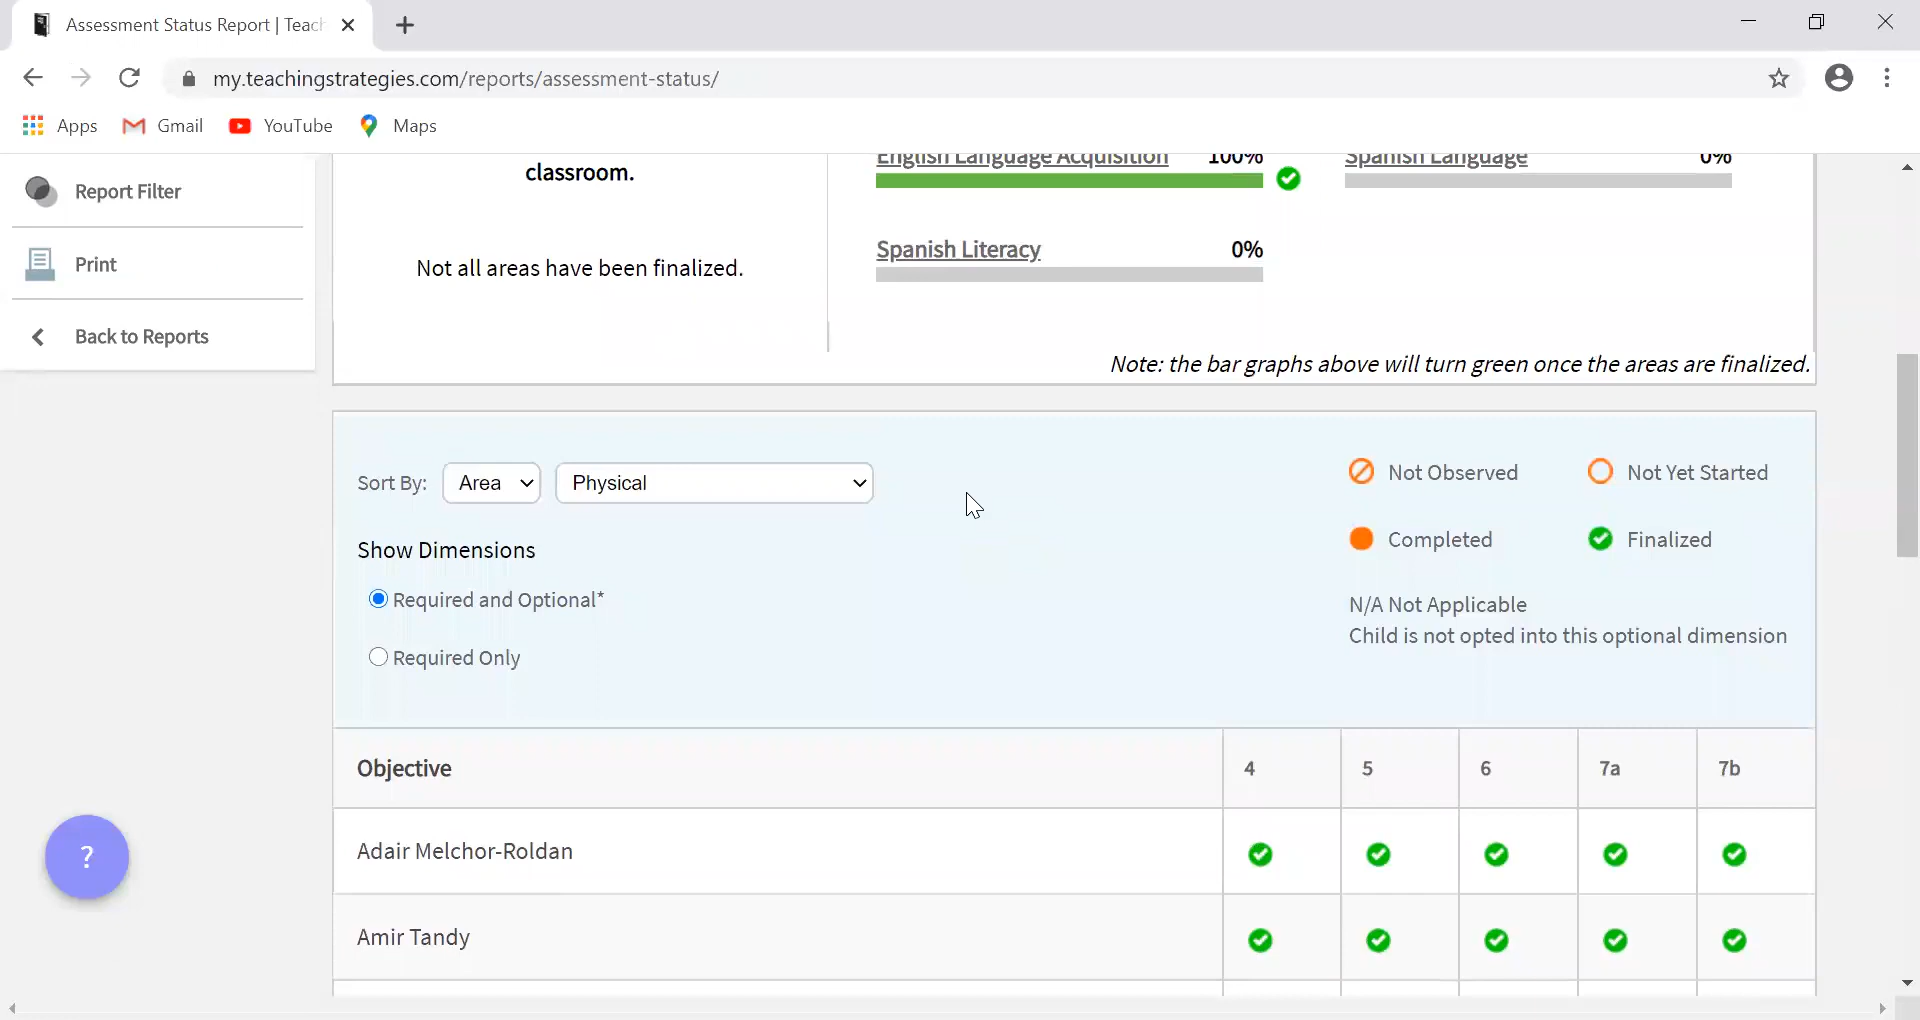 Assessment Status Report | Teach
my.teachingstrategies.com/reports/assessment-status/
Apps Gmail YouTube Maps
Report Filter
Print
Back to Reports
classroom.
Not all areas have been finalized.
English Language Acquisition 100%
Spanish Language 0%
Spanish Literacy 0%
Note: the bar graphs above will turn green once the areas are finalized.
Sort By: Area Physical
Show Dimensions
Required and Optional*
Required Only
Not Observed Not Yet Started
Completed Finalized
N/A Not Applicable
Child is not opted into this optional dimension
Objective 4 5 6 7a 7b
Adair Melchor-Roldan
Amir Tandy
?